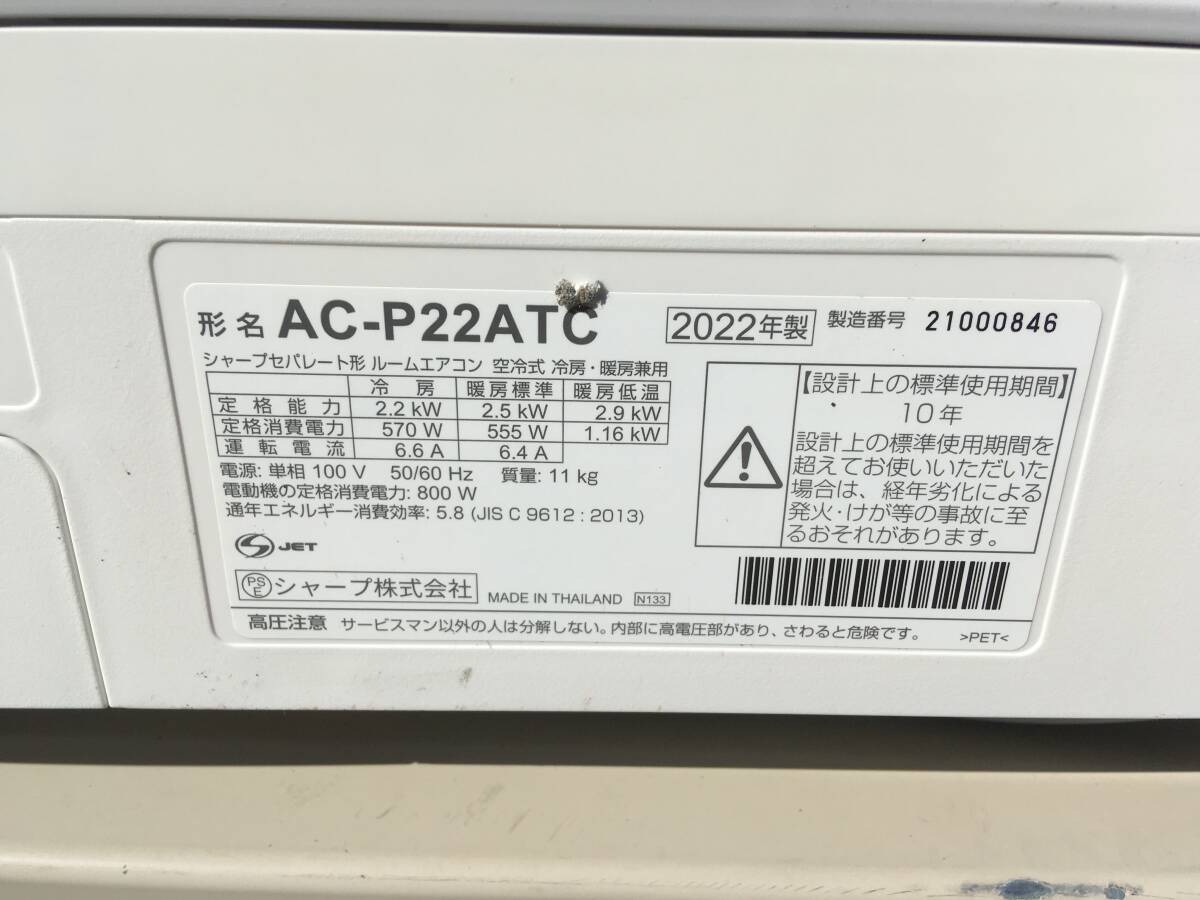 形名 AC-P22ATC 2022年製 製造番号 21000846
シャープセパレート形 ルームエアコン 空冷式 冷房・暖房兼用
冷 房 暖房標準 暖房低温
定格能力 2.2 kW 2.5 kW 2.9 kW
定格消費電力 570 W 555 W 1.16 kW
運転電流 6.6 A 6.4 A
電源: 単相 100 V 50/60 Hz 質量: 11 kg
電動機の定格消費電力: 800 W
通年エネルギー消費効率: 5.8 (JIS C 9612 : 2013)
JET
PSE シャープ株式会社 MADE IN THAILAND N133
【設計上の標準使用期間】
10年
設計上の標準使用期間を
超えてお使いいただいた
場合は、経年劣化による
発火・けが等の事故に至
るおそれがあります。
高圧注意 サービスマン以外の人は分解しない。内部に高電圧部があり、さわると危険です。 >PET<